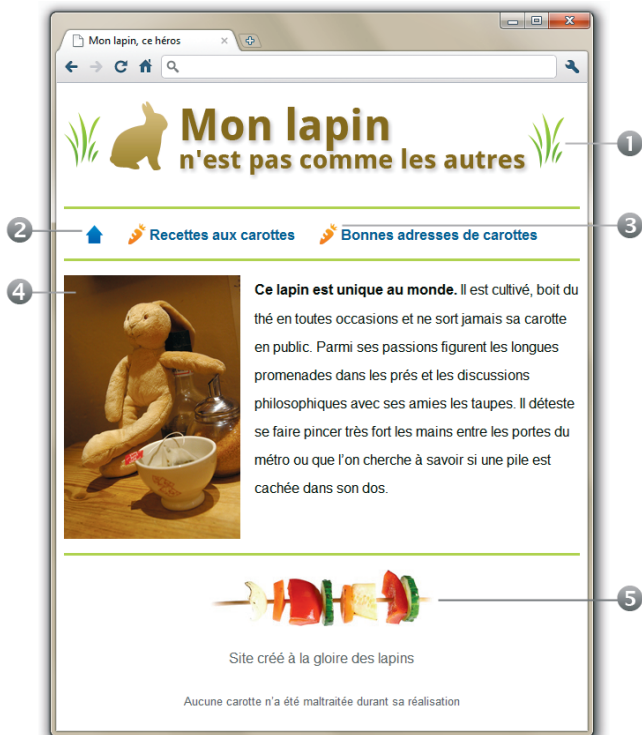 Mon lapin, ce héros
Mon lapin
n'est pas comme les autres
1
2
Recettes aux carottes
Bonnes adresses de carottes
3
4
Ce lapin est unique au monde. Il est cultivé, boit du
thé en toutes occasions et ne sort jamais sa carotte
en public. Parmi ses passions figurent les longues
promenades dans les prés et les discussions
philosophiques avec ses amies les taupes. Il déteste
se faire pincer très fort les mains entre les portes du
métro ou que l’on cherche à savoir si une pile est
cachée dans son dos.
5
Site créé à la gloire des lapins
Aucune carotte n’a été maltraitée durant sa réalisation